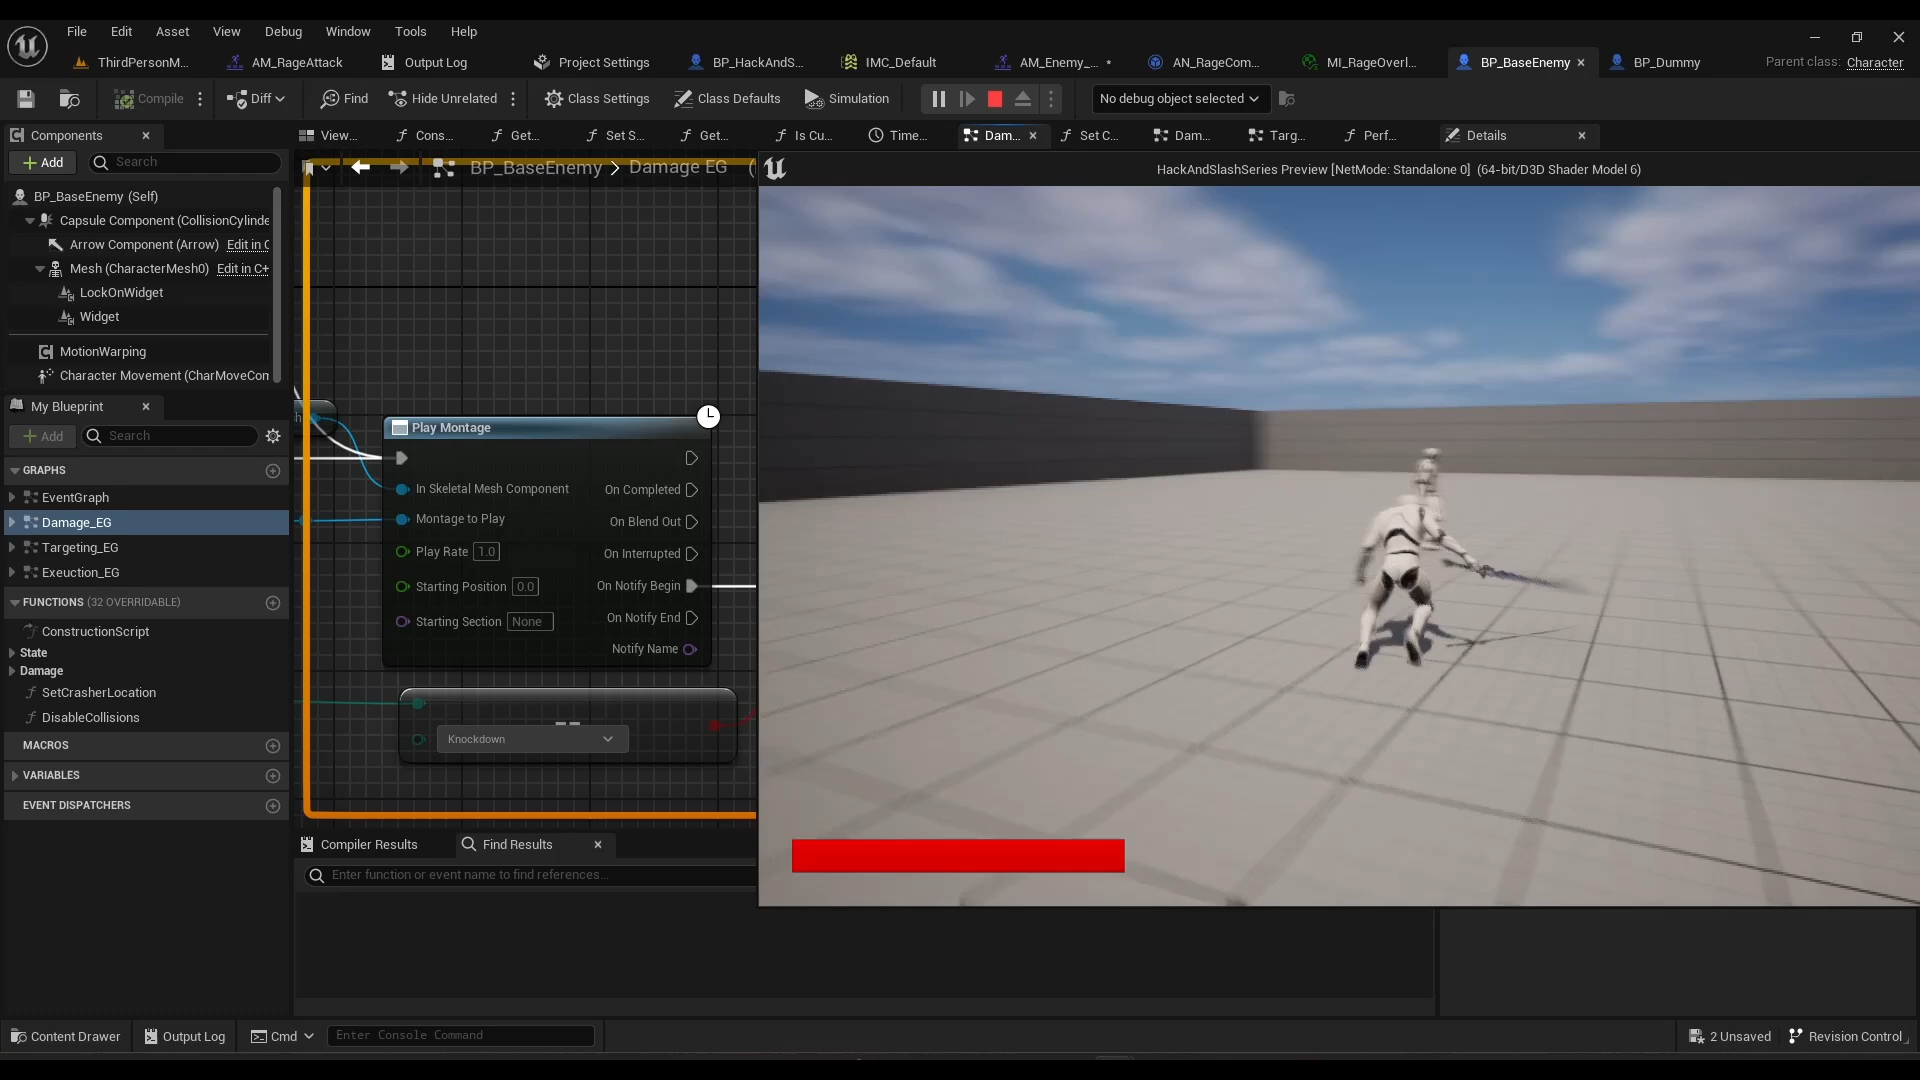 File Edit Asset View Debug Window Tools Help
ThirdPersonM... AM_RageAttack Output Log Project Settings BP_HackAndS... IMC_Default AM_Enemy_... • AN_RageCom... MI_RageOverl... BP_BaseEnemy BP_Dummy Parent class: Character
Compile Diff Find Hide Unrelated Class Settings Class Defaults Simulation No debug object selected
Components View... Cons... Get... Set S... Get... Is Cu... Time... Dam... Set C... Dam... Targ... Perf... Details
+ Add Search
BP_BaseEnemy > Damage EG (
HackAndSlashSeries Preview [NetMode: Standalone 0] (64-bit/D3D Shader Model 6)
BP_BaseEnemy (Self)
Capsule Component (CollisionCylinde
Arrow Component (Arrow) Edit in C
Mesh (CharacterMesh0) Edit in C+
LockOnWidget
Widget
MotionWarping
Character Movement (CharMoveCom
My Blueprint
+ Add Search
GRAPHS
EventGraph
Damage_EG
Targeting_EG
Exeuction_EG
FUNCTIONS (32 OVERRIDABLE)
ConstructionScript
State
Damage
SetCrasherLocation
DisableCollisions
MACROS
VARIABLES
EVENT DISPATCHERS
h
Play Montage
In Skeletal Mesh Component On Completed
Montage to Play On Blend Out
Play Rate 1.0 On Interrupted
Starting Position 0.0 On Notify Begin
Starting Section None On Notify End
Notify Name
==
Knockdown
Compiler Results Find Results
Enter function or event name to find references...
Content Drawer Output Log Cmd Enter Console Command 2 Unsaved Revision Control